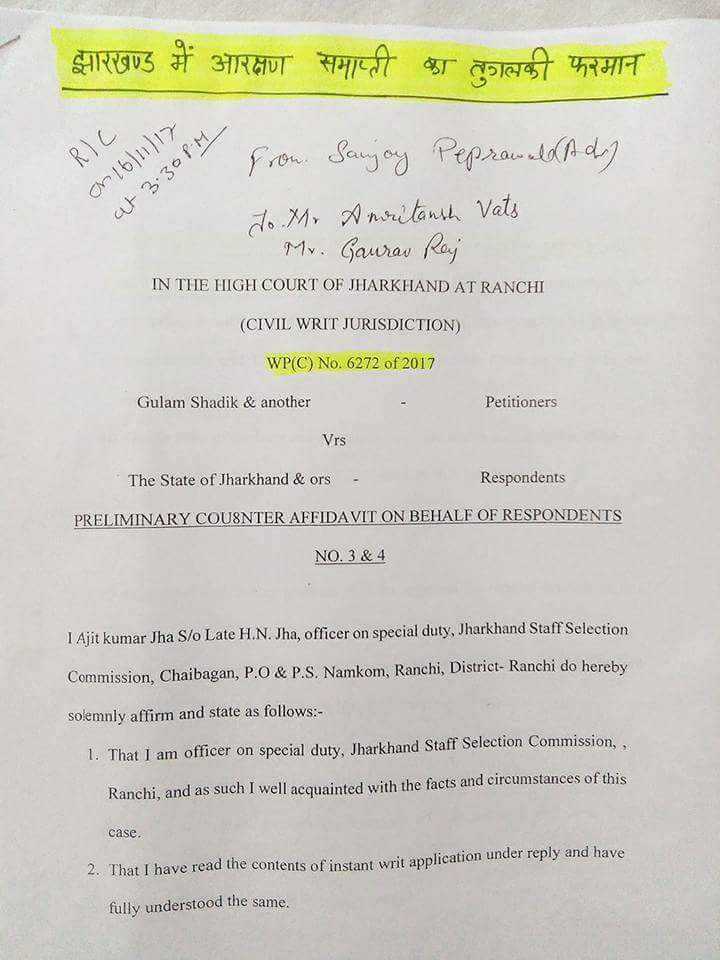 झारखण्ड में आरक्षण समाप्ती का तुगलकी फरमान
R/C
on 16/11/17
at 3:30 P.M
From. Sanjoy (Adv)
To. Mr Amritansh Vats
Mr. Gaurav Raj
IN THE HIGH COURT OF JHARKHAND AT RANCHI
(CIVIL WRIT JURISDICTION)
WP(C) No. 6272 of 2017
Gulam Shadik & another - Petitioners
Vrs
The State of Jharkhand & ors - Respondents
PRELIMINARY COU8NTER AFFIDAVIT ON BEHALF OF RESPONDENTS
NO. 3 & 4
I Ajit kumar Jha S/o Late H.N. Jha, officer on special duty, Jharkhand Staff Selection
Commission, Chaibagan, P.O & P.S. Namkom, Ranchi, District- Ranchi do hereby
solemnly affirm and state as follows:-
1. That I am officer on special duty, Jharkhand Staff Selection Commission, ,
Ranchi, and as such I well acquainted with the facts and circumstances of this
case.
2. That I have read the contents of instant writ application under reply and have
fully understood the same.